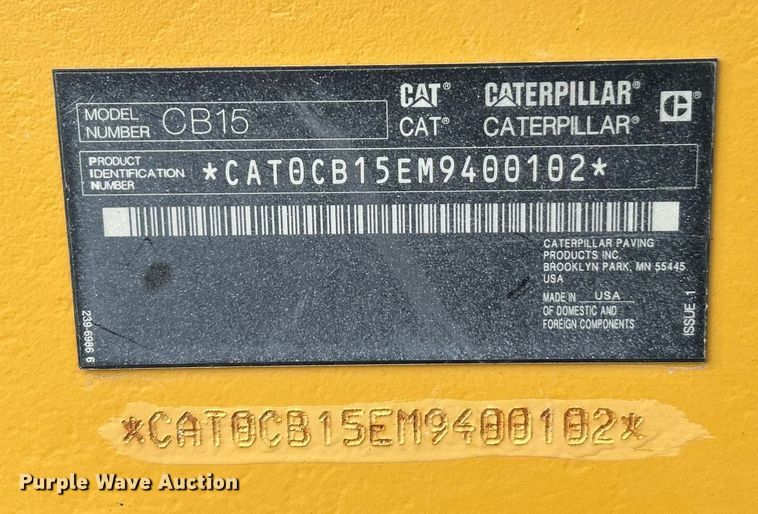 MODEL NUMBER CB15
CAT® CATERPILLAR®
CAT® CATERPILLAR®
PRODUCT IDENTIFICATION NUMBER *CAT0CB15EM9400102*
CATERPILLAR PAVING
PRODUCTS INC.
BROOKLYN PARK, MN 55445
USA
MADE IN USA
OF DOMESTIC AND
FOREIGN COMPONENTS
239-6986 6
ISSUE 1
*CAT0CB15EM9400102*
Purple Wave Auction